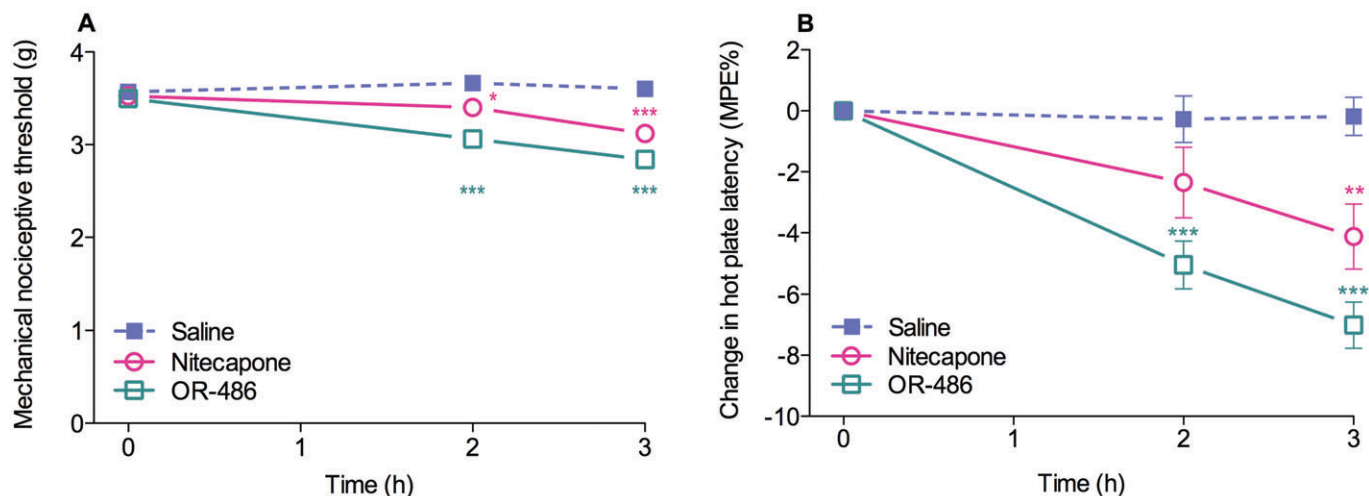 A
Mechanical nociceptive threshold (g)
4
3
2
1
0
*
***
***
***
Saline
Nitecapone
OR-486
0
1
2
3
Time (h)
B
Change in hot plate latency (MPE%)
2
0
-2
-4
-6
-8
-10
**
***
***
Saline
Nitecapone
OR-486
0
1
2
3
Time (h)